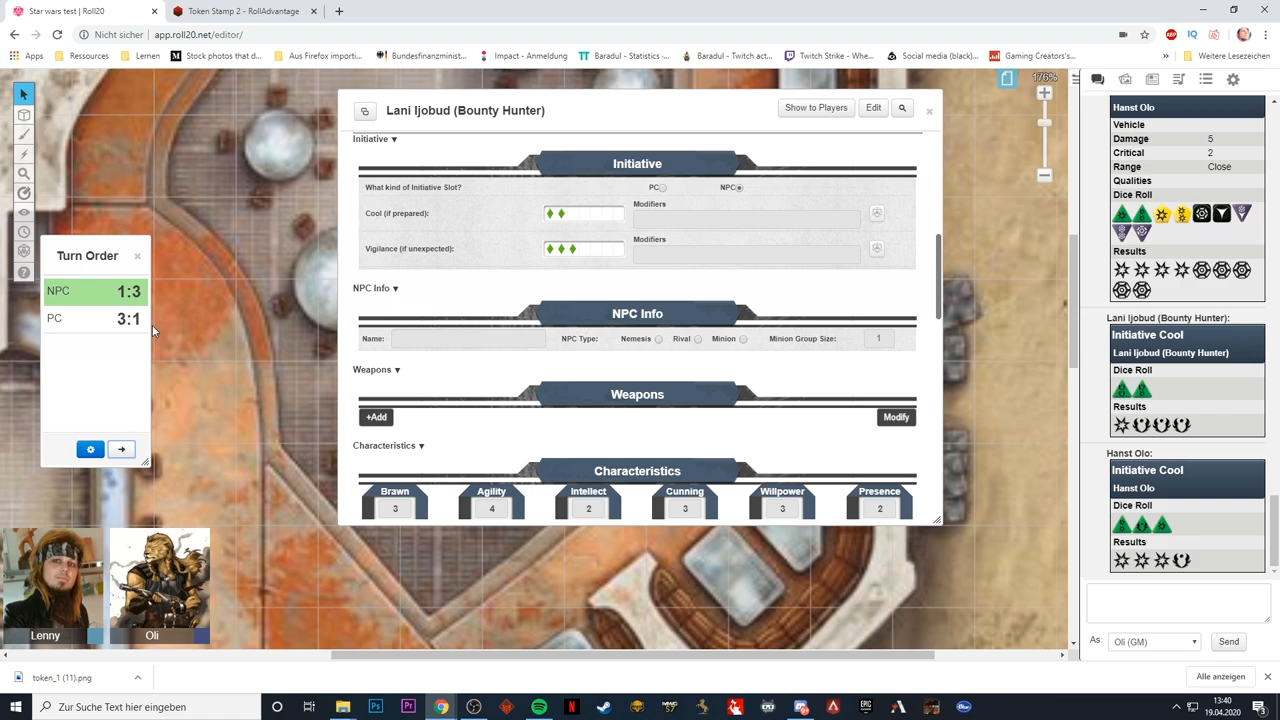 Star wars test | Roll20
Token Stamp 2 - RollAdvantage
Nicht sicher | app.roll20.net/editor/
Apps
Ressources
Lernen
Stock photos that d...
Aus Firefox importi...
Bundesfinanzminist...
Impact - Anmeldung
Baradul - Statistics -...
Baradul - Twitch act...
Twitch Strike - Whe...
Social media (black)...
Gaming Creator's...
»
Weitere Lesezeichen
176%
Lani Ijobud (Bounty Hunter)
Show to Players
Edit
Initiative
Initiative
What kind of Initiative Slot?
PC
NPC
Cool (if prepared):
Modifiers
Vigilance (if unexpected):
Modifiers
NPC Info
NPC Info
Name:
NPC Type:
Nemesis
Rival
Minion
Minion Group Size:
1
Weapons
Weapons
+Add
Modify
Characteristics
Characteristics
Brawn
Agility
Intellect
Cunning
Willpower
Presence
3
4
2
3
3
2
Turn Order
NPC
1:3
PC
3:1
Lenny
Oli
Hanst Olo
Vehicle
Damage
5
Critical
2
Range
Close
Qualities
Dice Roll
Results
Lani Ijobud (Bounty Hunter):
Initiative Cool
Lani Ijobud (Bounty Hunter)
Dice Roll
Results
Hanst Olo:
Initiative Cool
Hanst Olo
Dice Roll
Results
As:
Oli (GM)
Send
token_1 (11).png
Alle anzeigen
Zur Suche Text hier eingeben
13:40
19.04.2020